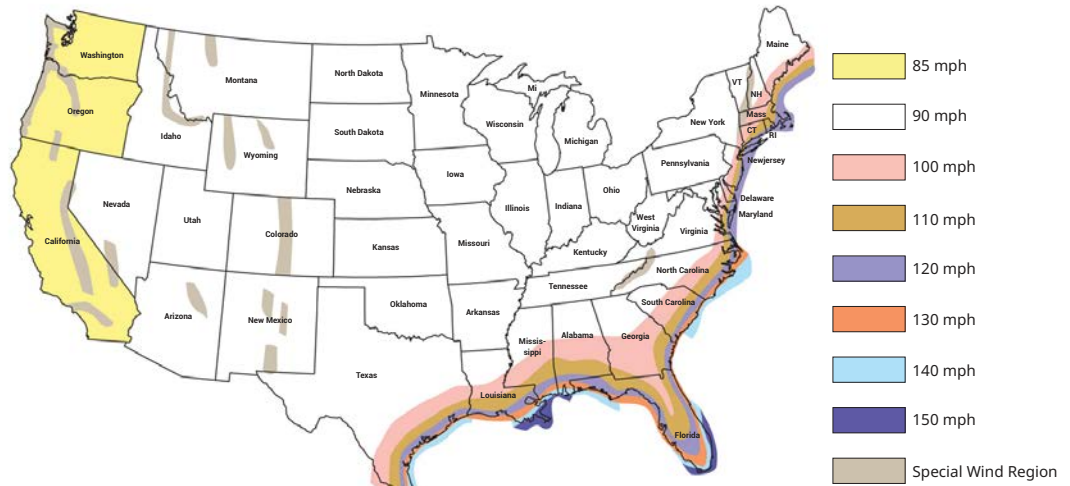 Washington
Oregon
California
Nevada
Idaho
Montana
Wyoming
Utah
Colorado
Arizona
New Mexico
North Dakota
South Dakota
Nebraska
Kansas
Oklahoma
Texas
Minnesota
Iowa
Missouri
Arkansas
Louisiana
Wisconsin
Mi
Michigan
Illinois
Indiana
Ohio
Kentucky
Tennessee
Missis-
sippi
Alabama
Georgia
Florida
South Carolina
North Carolina
Virginia
West
Virginia
Pennsylvania
New York
VT
NH
Maine
Mass
CT
RI
Newjersey
Delaware
Maryland
85 mph
90 mph
100 mph
110 mph
120 mph
130 mph
140 mph
150 mph
Special Wind Region